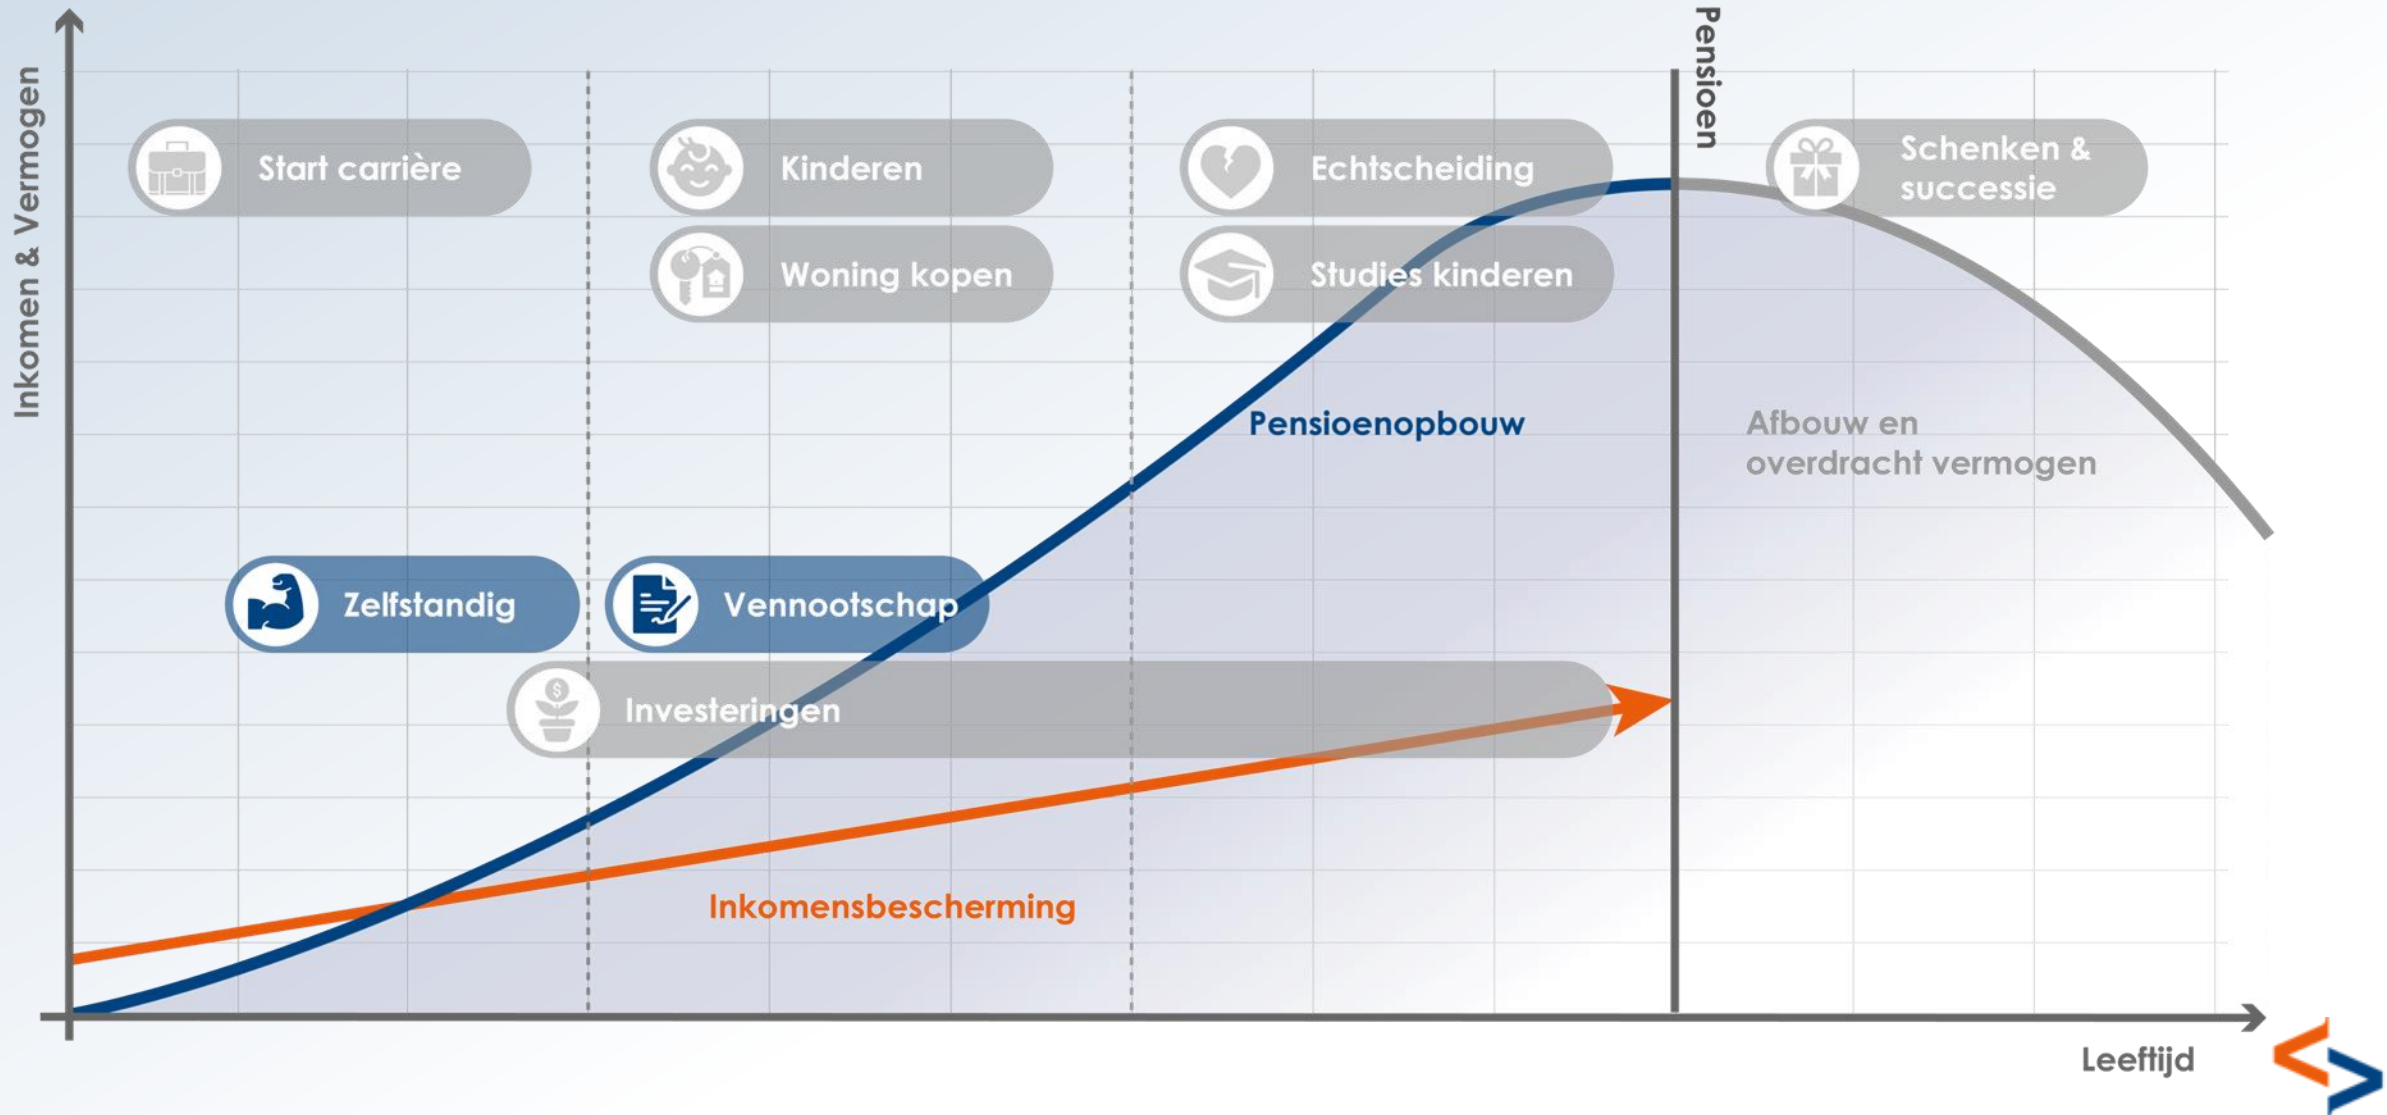 Inkomen & Vermogen
Pensioen
Start carrière
Kinderen
Echtscheiding
Schenken &
successie
Woning kopen
Studies kinderen
Pensioenopbouw
Afbouw en
overdracht vermogen
Zelfstandig
Vennootschap
$
Investeringen
Inkomensbescherming
Leeftijd